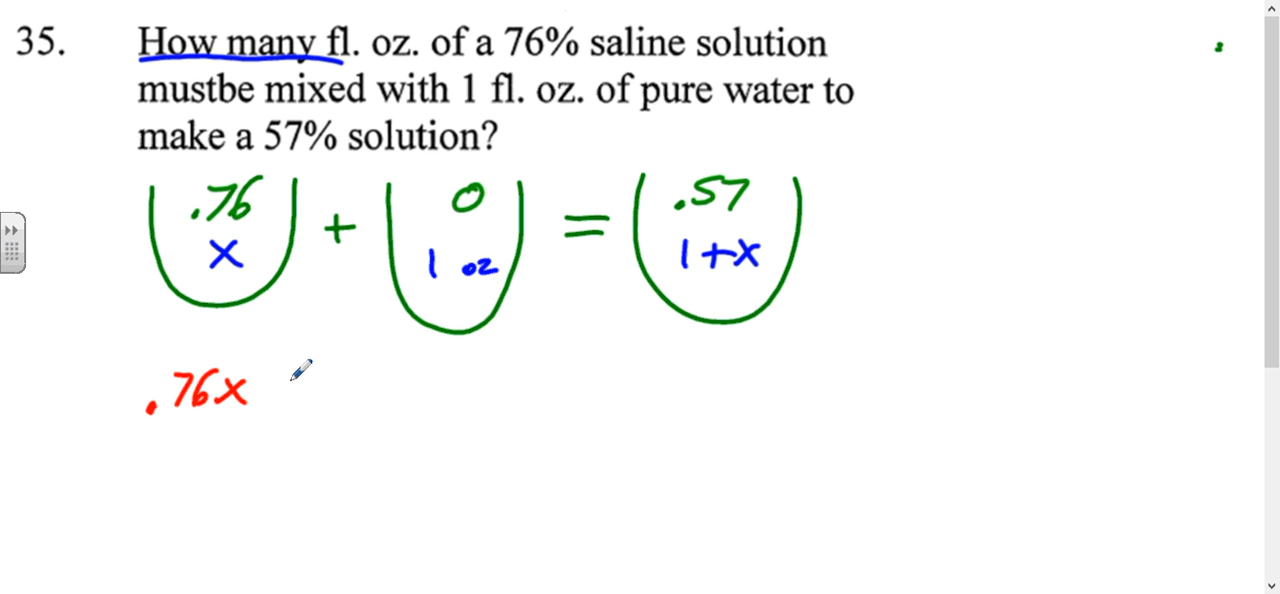 35. How many fl. oz. of a 76% saline solution
mustbe mixed with 1 fl. oz. of pure water to
make a 57% solution?
.76 + 0 = .57
x 1 oz 1+x
.76x